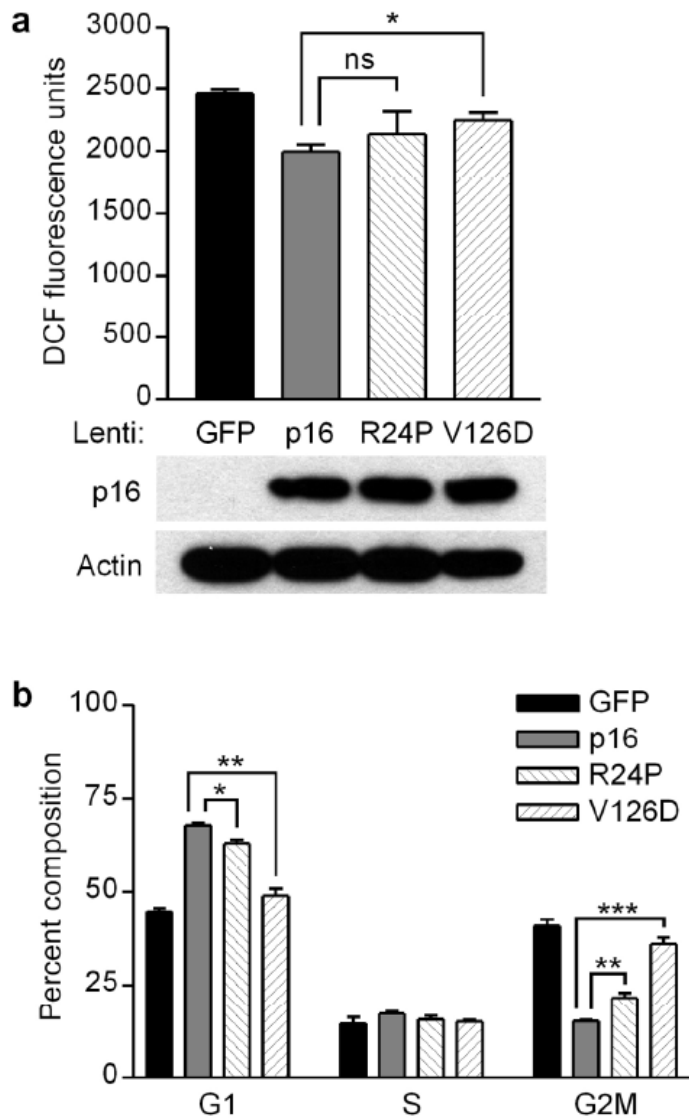 a
3000
2500
2000
1500
1000
500
0
DCF fluorescence units
*
ns
Lenti: GFP p16 R24P V126D
p16
Actin
b
100
75
50
25
0
Percent composition
GFP
p16
R24P
V126D
**
*
***
**
G1 S G2M